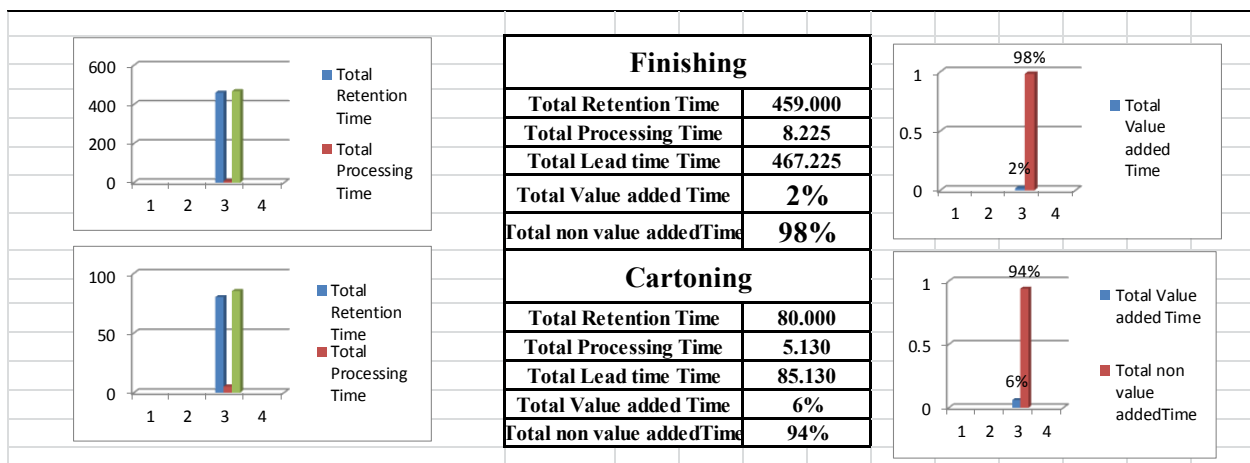 600
400
200
0
1 2 3 4
Total
Retention
Time
Total
Processing
Time
Finishing
Total Retention Time 459.000
Total Processing Time 8.225
Total Lead time Time 467.225
Total Value added Time 2%
Total non value addedTime 98%
98%
1
0.5
2%
0
1 2 3 4
Total
Value
added
Time
100
50
0
1 2 3 4
Total
Retention
Time
Total
Processing
Time
Cartoning
Total Retention Time 80.000
Total Processing Time 5.130
Total Lead time Time 85.130
Total Value added Time 6%
Total non value addedTime 94%
94%
1
0.5
6%
0
1 2 3 4
Total Value
added Time
Total non
value
addedTime